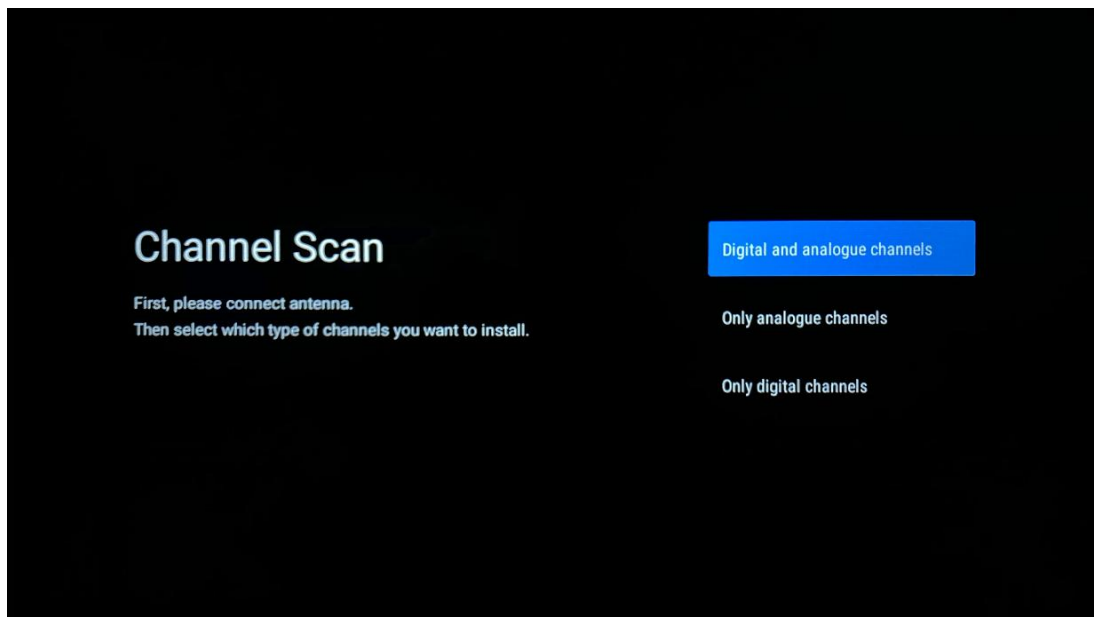 Channel Scan
First, please connect antenna.
Then select which type of channels you want to install.
Digital and analogue channels
Only analogue channels
Only digital channels